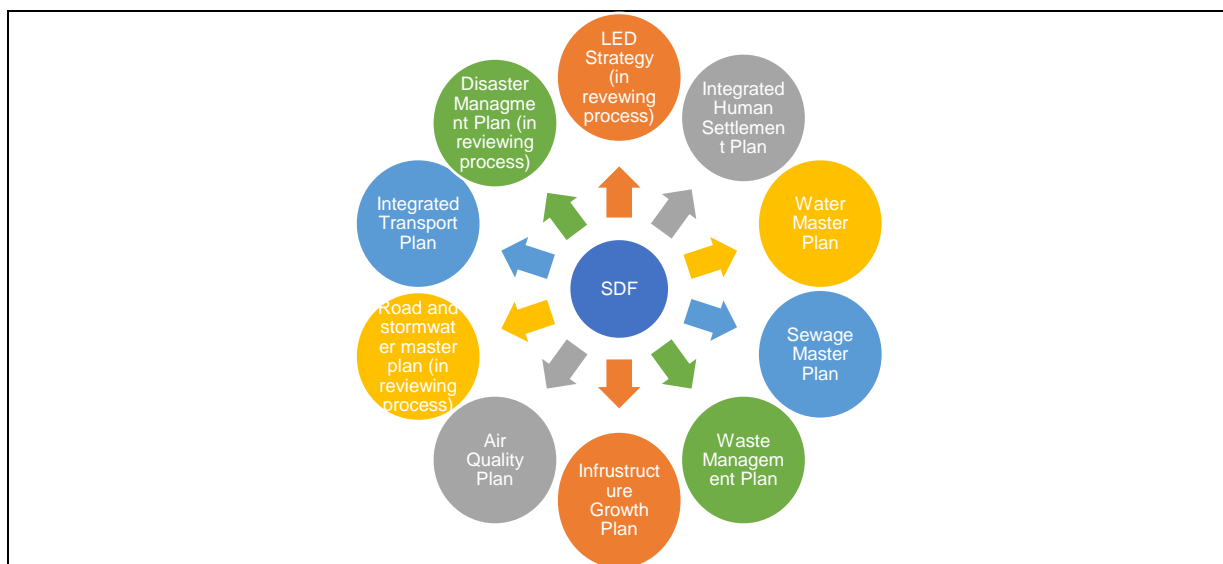 LED
Strategy
(in
revewing
process)
Integrated
Human
Settlemen
t Plan
Water
Master
Plan
Sewage
Master
Plan
Waste
Managem
ent Plan
Infrustruct
ure
Growth
Plan
Air
Quality
Plan
Road and
stormwat
er master
plan (in
reviewing
process)
Integrated
Transport
Plan
Disaster
Managme
nt Plan (in
reviewing
process)
SDF